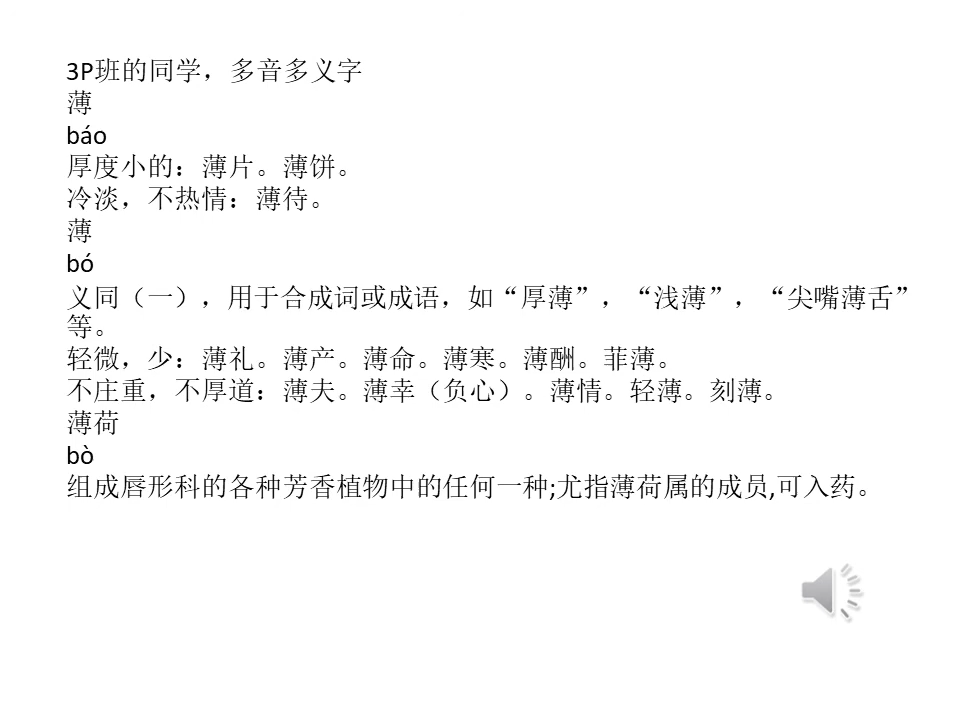 3P班的同学，多音多义字
薄
báo
厚度小的：薄片。薄饼。
冷淡，不热情：薄待。
薄
bó
义同（一），用于合成词或成语，如“厚薄”，“浅薄”，“尖嘴薄舌”
等。
轻微，少：薄礼。薄产。薄命。薄寒。薄酬。菲薄。
不庄重，不厚道：薄夫。薄幸（负心）。薄情。轻薄。刻薄。
薄荷
bò
组成唇形科的各种芳香植物中的任何一种;尤指薄荷属的成员,可入药。